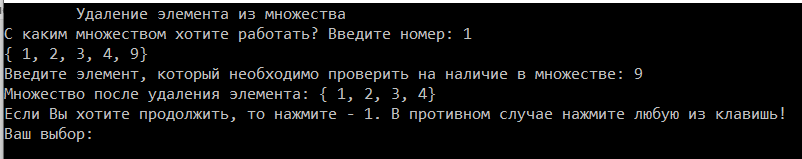 Удаление элемента из множества
С каким множеством хотите работать? Введите номер: 1
{ 1, 2, 3, 4, 9}
Введите элемент, который необходимо проверить на наличие в множестве: 9
Множество после удаления элемента: { 1, 2, 3, 4}
Если Вы хотите продолжить, то нажмите - 1. В противном случае нажмите любую из клавишь!
Ваш выбор: